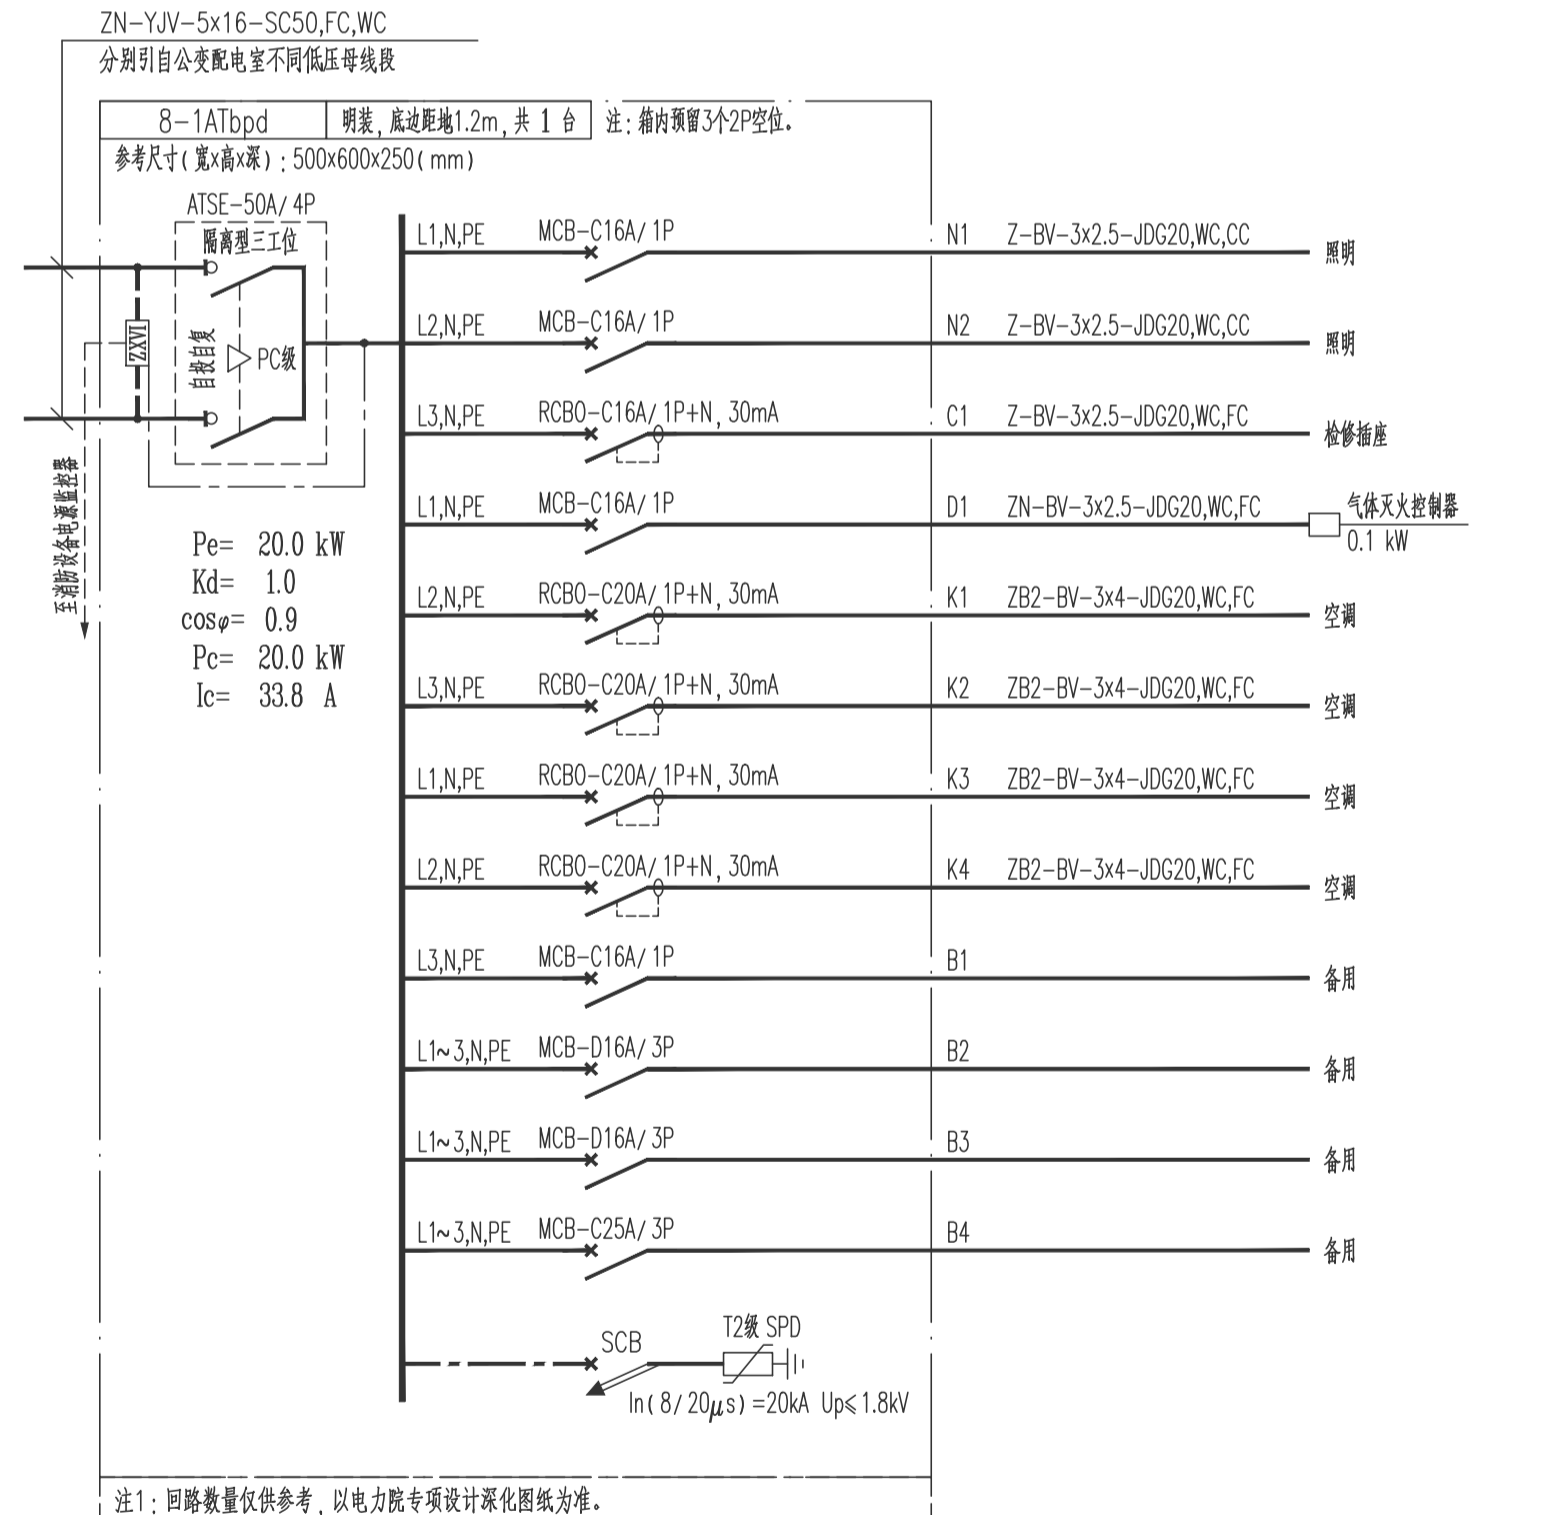 ZN-YJV-5x16-SC50,FC,WC
分别引自公变配电室不同低压母线段
8-1ATbpd 明装，底边距地1.2m，共 1 台 注：箱内预留3个2P空位。
参考尺寸(宽x高x深)：500x600x250(mm)
ATSE-50A/4P
隔离型三工位
ZXVI
自投自复
PC级
至消防设备电源监控器
Pe= 20.0 kW
Kd= 1.0
cosφ= 0.9
Pc= 20.0 kW
Ic= 33.8 A
L1,N,PE MCB-C16A/1P N1 Z-BV-3x2.5-JDG20,WC,CC 照明
L2,N,PE MCB-C16A/1P N2 Z-BV-3x2.5-JDG20,WC,CC 照明
L3,N,PE RCBO-C16A/1P+N, 30mA C1 Z-BV-3x2.5-JDG20,WC,FC 检修插座
L1,N,PE MCB-C16A/1P D1 ZN-BV-3x2.5-JDG20,WC,FC 气体灭火控制器
0.1 kW
L2,N,PE RCBO-C20A/1P+N, 30mA K1 ZB2-BV-3x4-JDG20,WC,FC 空调
L3,N,PE RCBO-C20A/1P+N, 30mA K2 ZB2-BV-3x4-JDG20,WC,FC 空调
L1,N,PE RCBO-C20A/1P+N, 30mA K3 ZB2-BV-3x4-JDG20,WC,FC 空调
L2,N,PE RCBO-C20A/1P+N, 30mA K4 ZB2-BV-3x4-JDG20,WC,FC 空调
L3,N,PE MCB-C16A/1P B1 备用
L1~3,N,PE MCB-D16A/3P B2 备用
L1~3,N,PE MCB-D16A/3P B3 备用
L1~3,N,PE MCB-C25A/3P B4 备用
SCB T2级 SPD
In(8/20μs)=20kA Up≤1.8kV
注1：回路数量仅供参考，以电力院专项设计深化图纸为准。